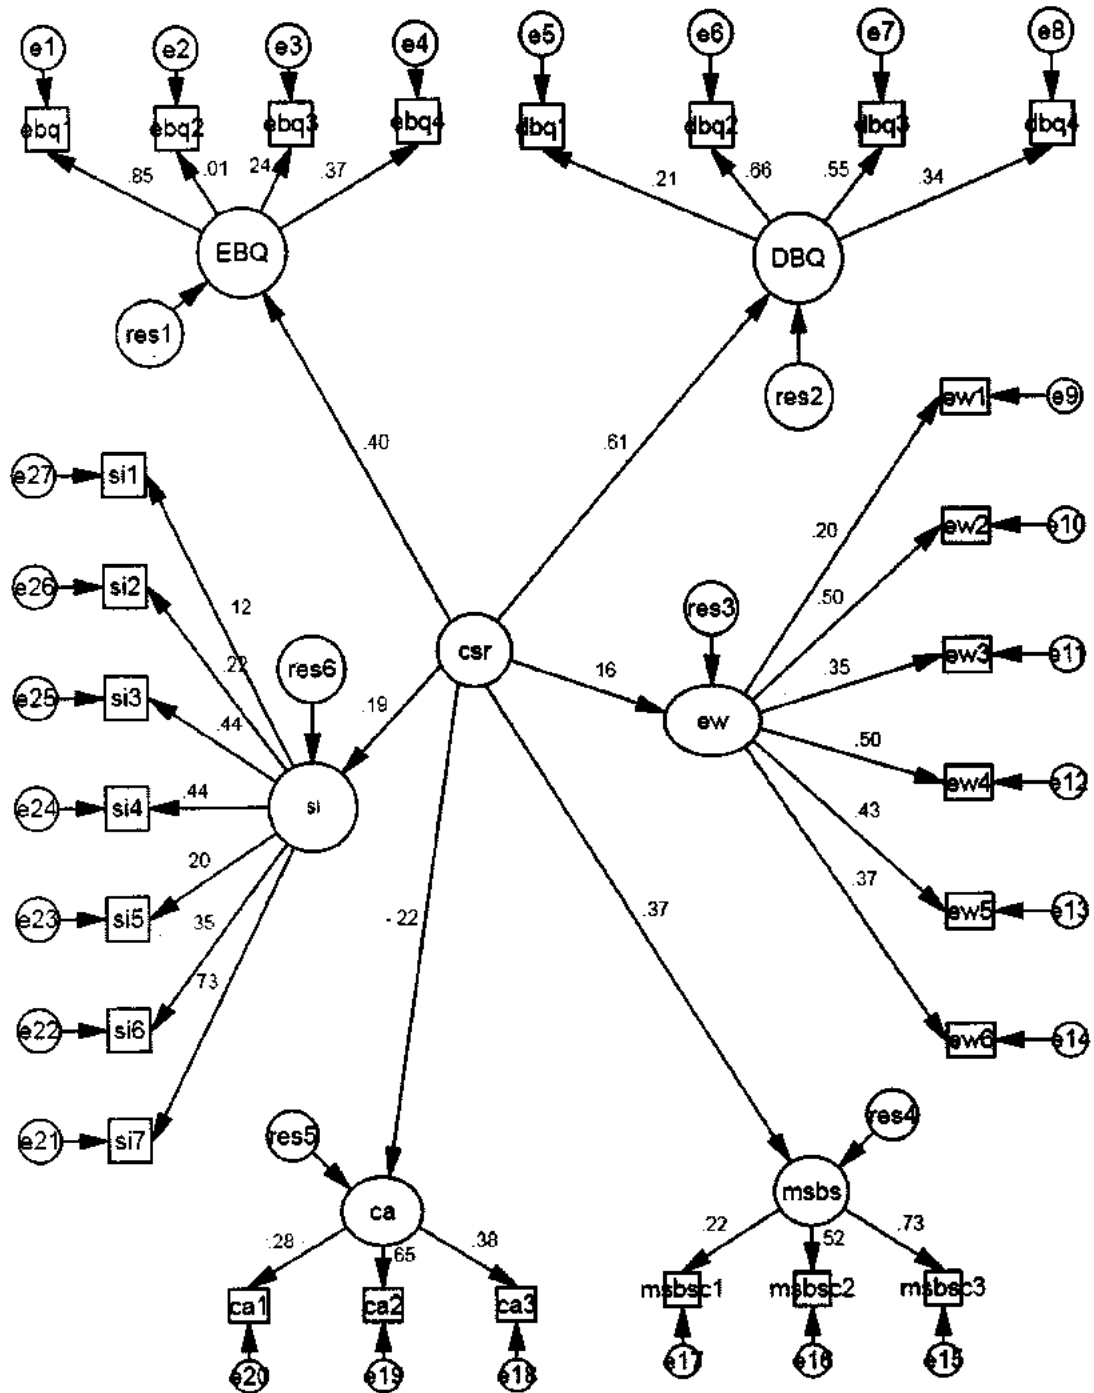 e1 e2 e3 e4 e5 e6 e7 e8
ebq1 ebq2 ebq3 ebq4 dbq1 dbq2 dbq3 dbq4
.85 .01 24 .37 .21 .66 .55 .34
EBQ DBQ
res1 res2
ew1 e9
.40 .61
e27 si1
.20 ew2 e10
e26 si2 12 res3 .50
.22 res6 csr ew3 e11
e25 si3 .19 16 ew .35
.44 .50
e24 si4 .44 si ew4 e12
20 .43
e23 si5 .37 ew5 e13
35 -.22 .37
73
e22 si6 ew6 e14
e21 si7 res5 res4
ca msbs
.28 65 .38 .22 52 .73
ca1 ca2 ca3 msbsc1 msbsc2 msbsc3
e20 e19 e18 e17 e16 e15